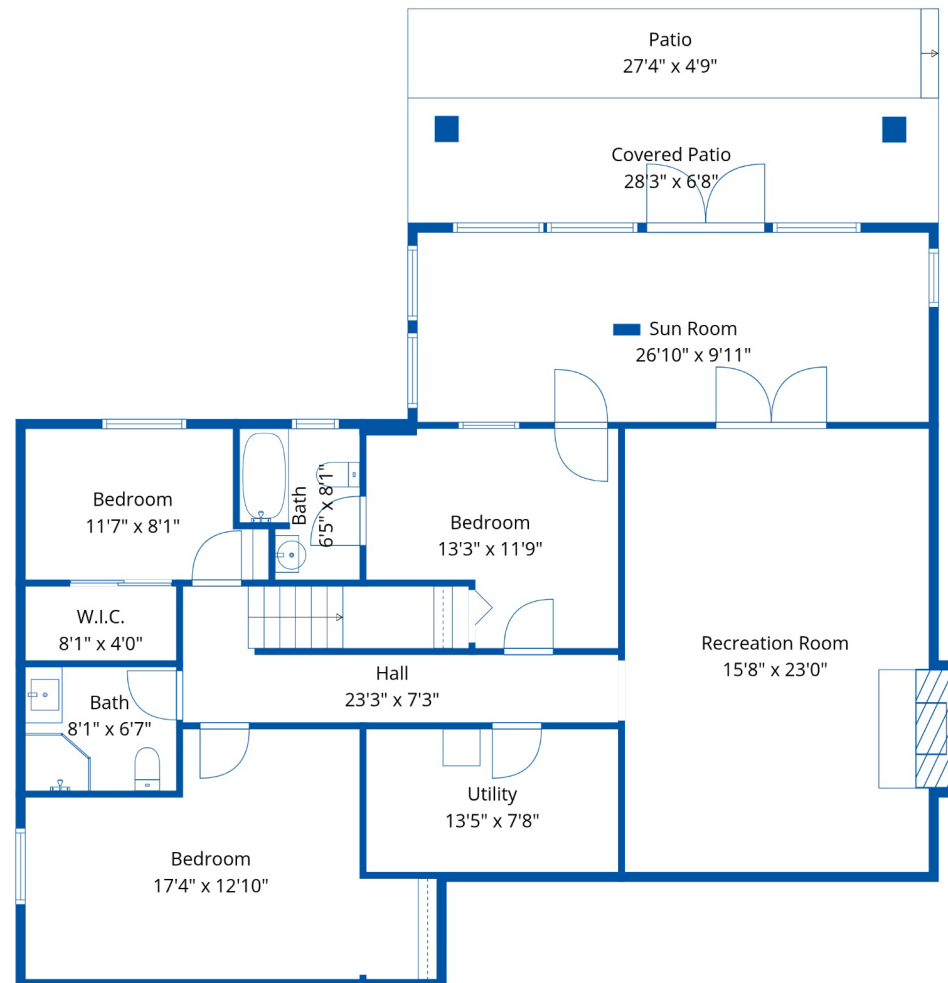 Patio
27'4" x 4'9"
Covered Patio
28'3" x 6'8"
Sun Room
26'10" x 9'11"
Bedroom
11'7" x 8'1"
Bath
6'5" x 8'1"
Bedroom
13'3" x 11'9"
W.I.C.
8'1" x 4'0"
Recreation Room
15'8" x 23'0"
Hall
23'3" x 7'3"
Bath
8'1" x 6'7"
Utility
13'5" x 7'8"
Bedroom
17'4" x 12'10"